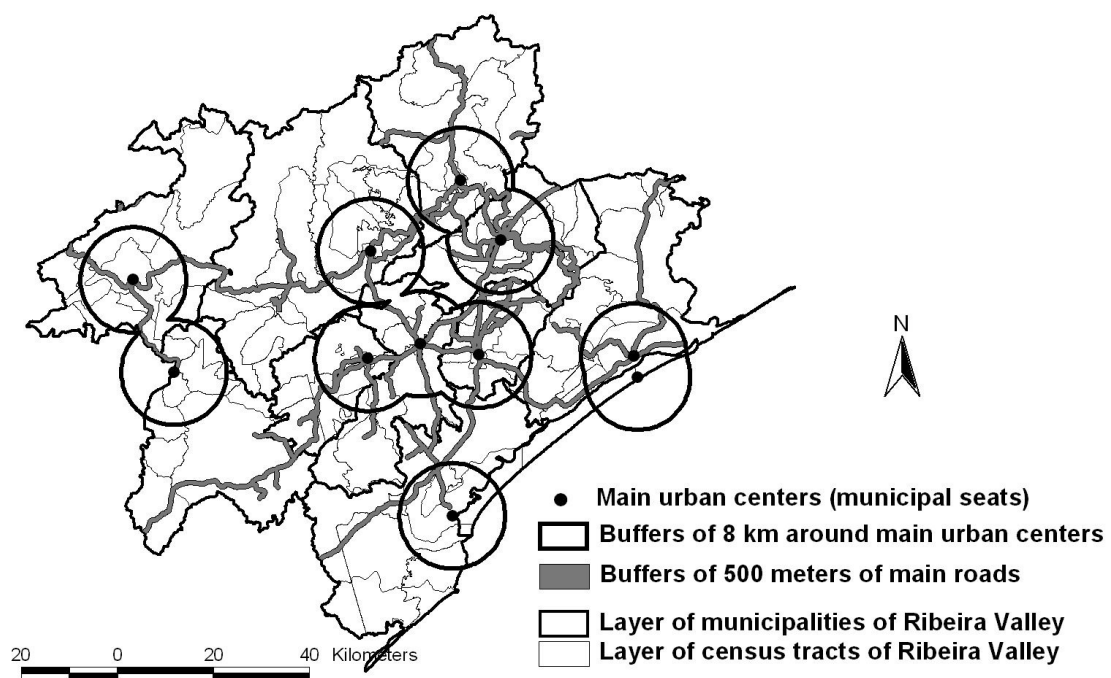 N
Main urban centers (municipal seats)
Buffers of 8 km around main urban centers
Buffers of 500 meters of main roads
Layer of municipalities of Ribeira Valley
Layer of census tracts of Ribeira Valley
20 0 20 40 Kilometers